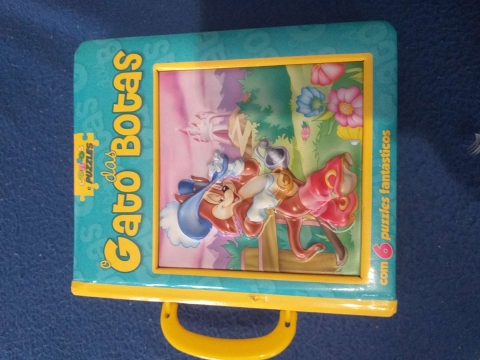 PUZZLES
O Gato
das BOTAS
com 6 puzzles fantásticos